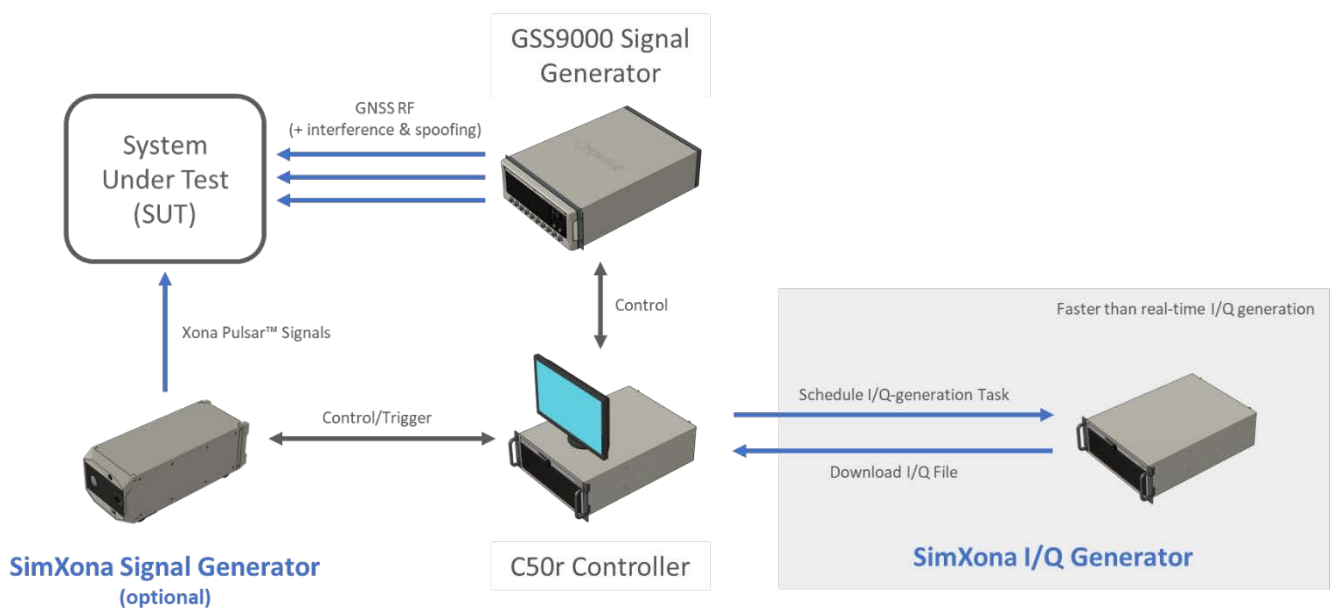 GSS9000 Signal
Generator
GNSS RF
(+ interference & spoofing)
System
Under Test
(SUT)
Spirent
Control
Faster than real-time I/Q generation
Xona Pulsar™ Signals
Schedule I/Q-generation Task
Control/Trigger
Download I/Q File
SimXona Signal Generator
(optional)
C50r Controller
SimXona I/Q Generator